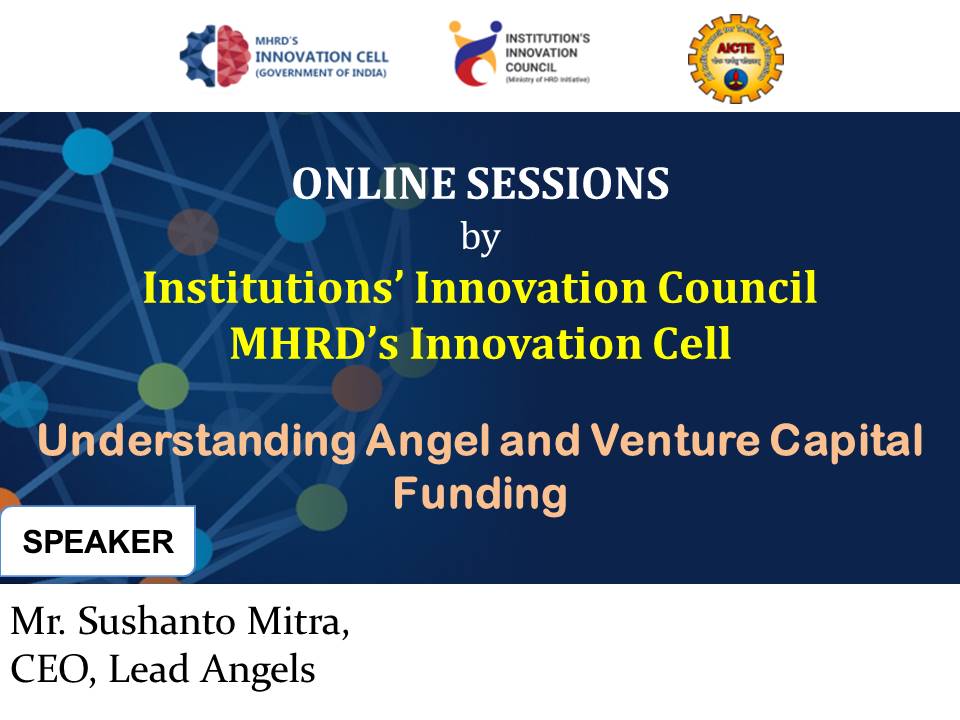 MHRD'S
INNOVATION CELL
(GOVERNMENT OF INDIA)
INSTITUTION'S
INNOVATION
COUNCIL
(Ministry of HRD Initiative)
AICTE
ONLINE SESSIONS
by
Institutions’ Innovation Council
MHRD’s Innovation Cell
Understanding Angel and Venture Capital
Funding
SPEAKER
Mr. Sushanto Mitra,
CEO, Lead Angels